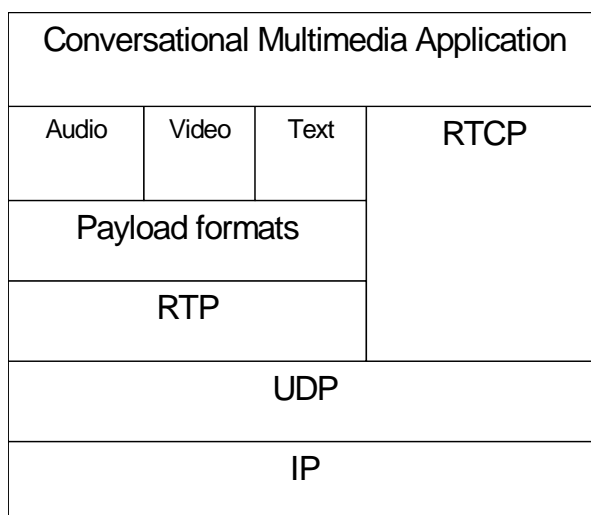 Conversational Multimedia Application
Audio Video Text RTCP
Payload formats
RTP
UDP
IP